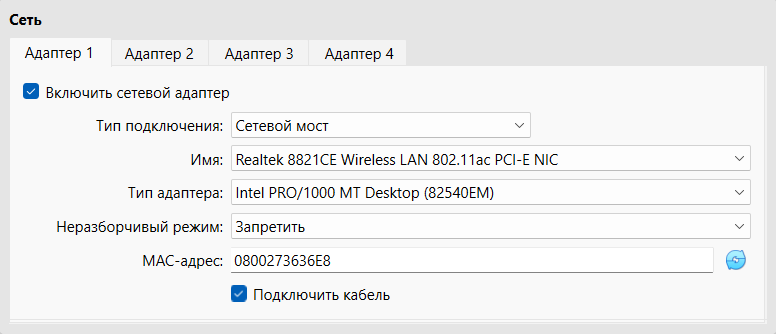 Сеть
Адаптер 1 Адаптер 2 Адаптер 3 Адаптер 4
Включить сетевой адаптер
Тип подключения: Сетевой мост
Имя: Realtek 8821CE Wireless LAN 802.11ac PCI-E NIC
Тип адаптера: Intel PRO/1000 MT Desktop (82540EM)
Неразборчивый режим: Запретить
MAC-адрес: 0800273636E8
Подключить кабель